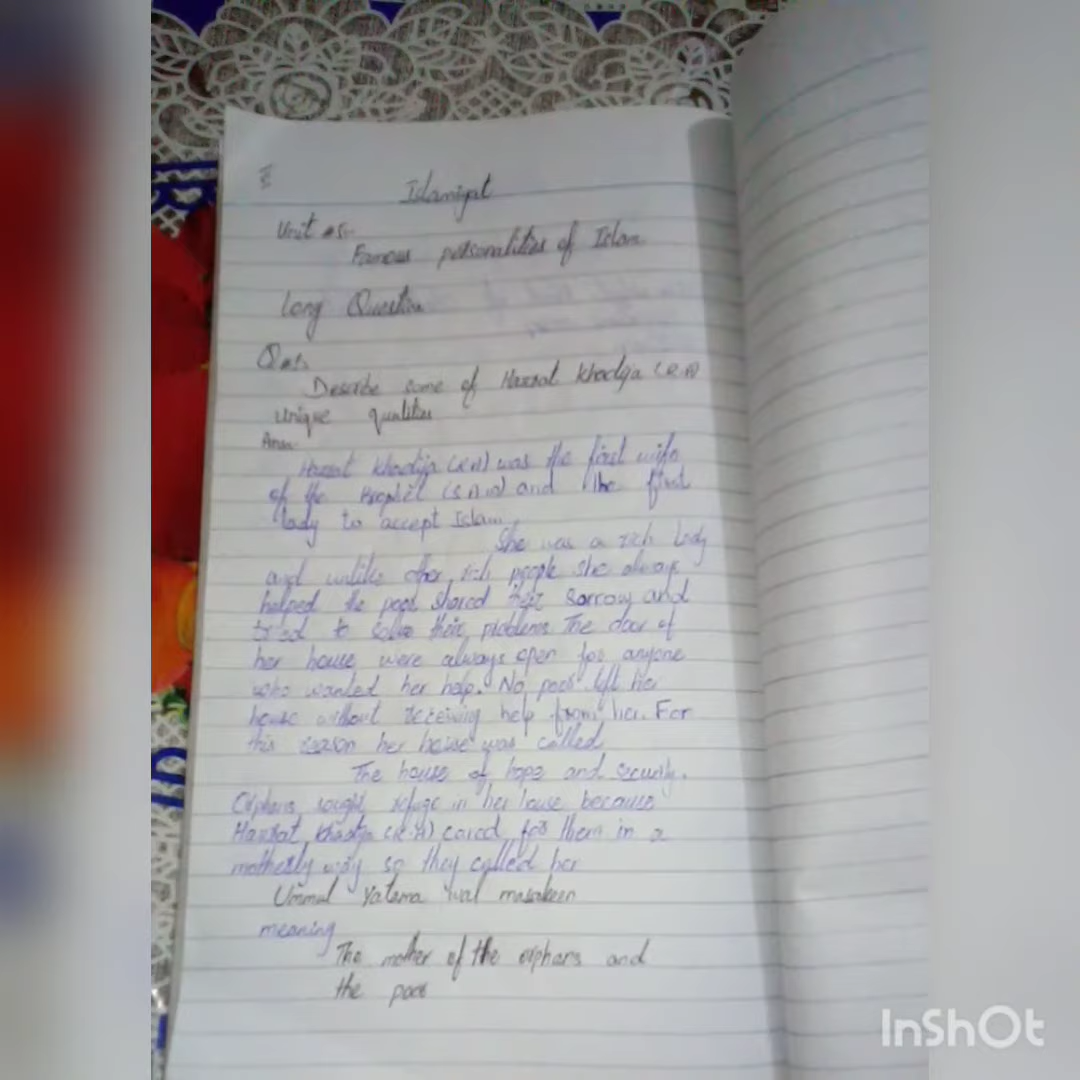 Islamiyat
Unit #5:-
Famous personalities of Islam
Long Question
Q#1.
Describe some of Hazrat Khadija (R.A)
unique qualities
Ans
Hazrat Khadija (R.A) was the first wife
of the Prophet (S.A.W) and the first
lady to accept Islam.
She was a rich lady
and unlike other rich people she always
helped the poor shared their sorrow and
tried to solve their problems The door of
her house were always open for anyone
who wanted her help. No poor left her
house without receiving help from her. For
this reason her house was called
The house of hope and security.
Orphans sought refuge in her house because
Hazrat Khadija (R.A) cared for them in a
motherly way so they called her
Ummul Yatama wal masakeen
meaning
The mother of the orphans and
the poor
InShOt